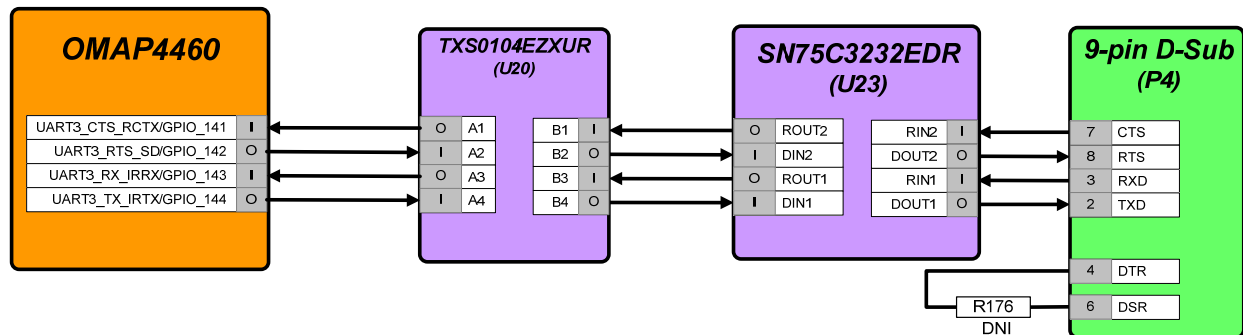 OMAP4460
UART3_CTS_RCTX/GPIO_141 I
UART3_RTS_SD/GPIO_142 O
UART3_RX_IRRX/GPIO_143 I
UART3_TX_IRTX/GPIO_144 O
TXS0104EZXUR
(U20)
O A1 B1 I
I A2 B2 O
O A3 B3 I
I A4 B4 O
SN75C3232EDR
(U23)
O ROUT2 RIN2 I
I DIN2 DOUT2 O
O ROUT1 RIN1 I
I DIN1 DOUT1 O
9-pin D-Sub
(P4)
7 CTS
8 RTS
3 RXD
2 TXD
4 DTR
6 DSR
R176
DNI